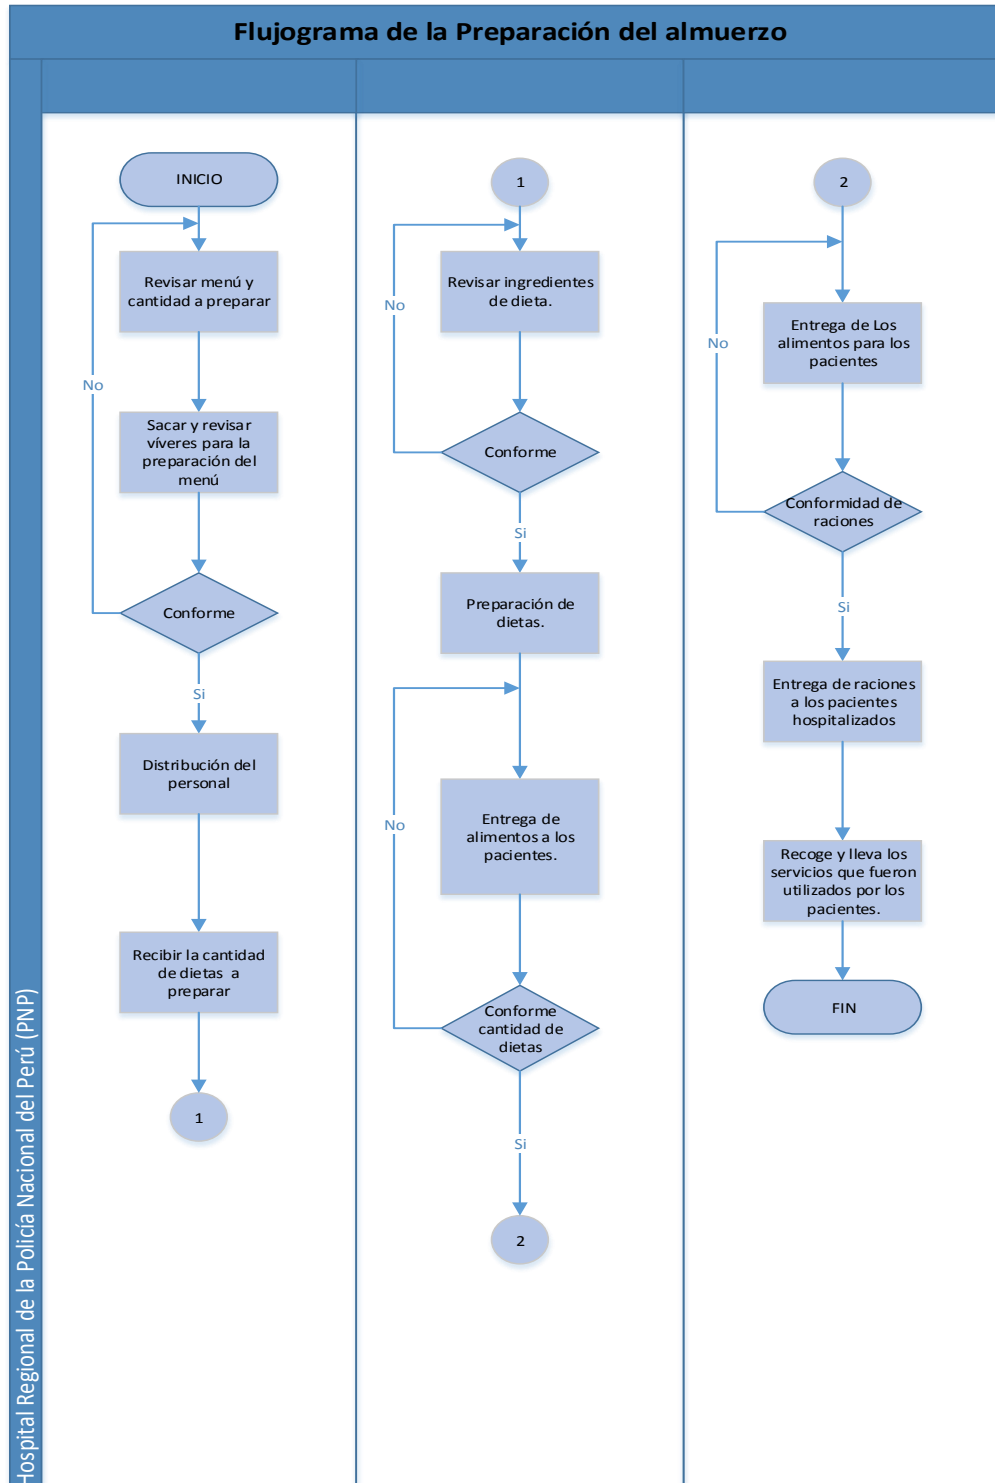 Flujograma de la Preparación del almuerzo
Hospital Regional de la Policía Nacional del Perú (PNP)
INICIO
Revisar menú y
cantidad a preparar
No
Sacar y revisar
víveres para la
preparación del
menú
Conforme
Si
Distribución del
personal
Recibir la cantidad
de dietas a
preparar
1
1
Revisar ingredientes
de dieta.
No
Conforme
Si
Preparación de
dietas.
Entrega de
alimentos a los
pacientes.
No
Conforme
cantidad de
dietas
Si
2
2
Entrega de Los
alimentos para los
pacientes
No
Conformidad de
raciones
Si
Entrega de raciones
a los pacientes
hospitalizados
Recoge y lleva los
servicios que fueron
utilizados por los
pacientes.
FIN